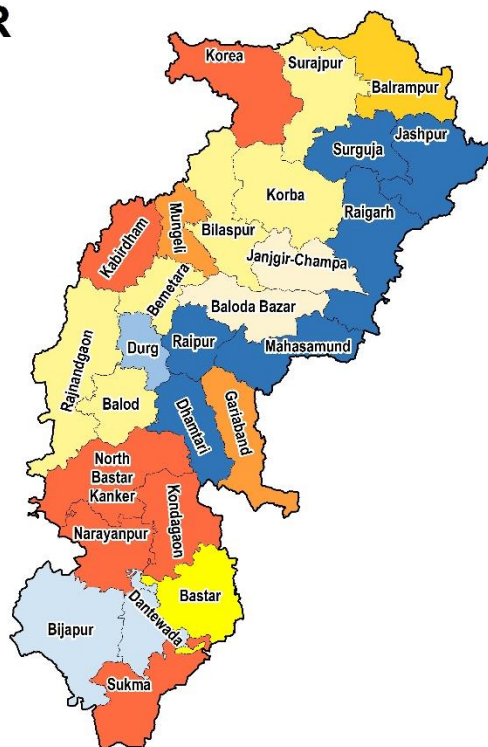 R
Korea
Surajpur
Balrampur
Jashpur
Surguja
Korba
Raigarh
Mungeli
Bilaspur
Kabirdham
Janjgir-Champa
Bemetara
Baloda Bazar
Durg
Raipur
Mahasamund
Rajnandgaon
Balod
Dhamtari
Gariaband
North
Bastar
Kanker
Kondagaon
Narayanpur
Bastar
Dantewada
Bijapur
Sukma